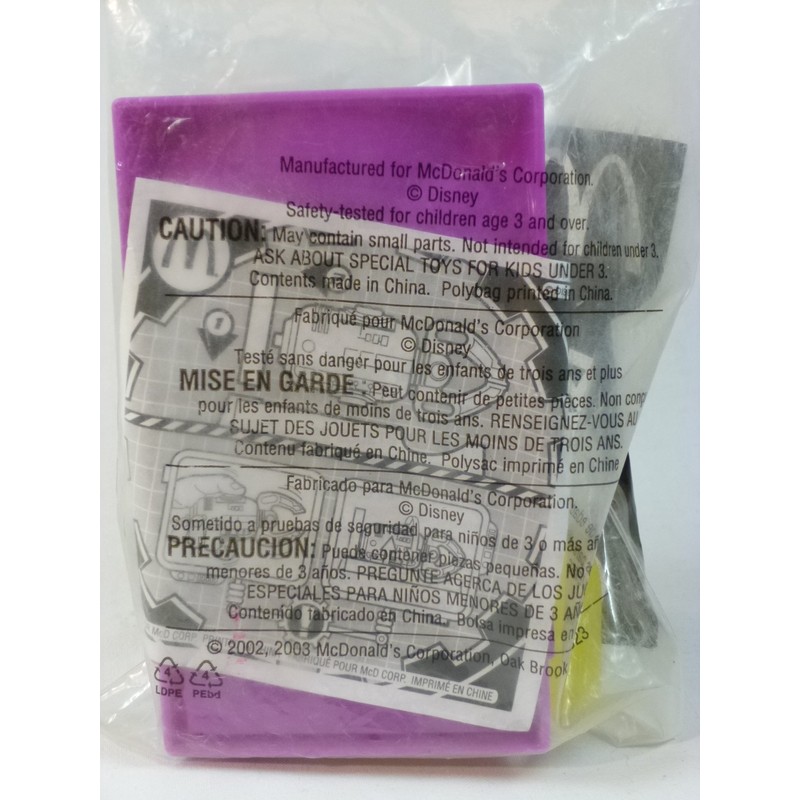 Manufactured for McDonald's Corporation.
© Disney
Safety-tested for children age 3 and over.
CAUTION: May contain small parts. Not intended for children under 3.
ASK ABOUT SPECIAL TOYS FOR KIDS UNDER 3.
Contents made in China. Polybag printed in China.
Fabriqué pour McDonald's Corporation
© Disney
Testé sans danger pour les enfants de trois ans et plus
MISE EN GARDE : Peut contenir de petites pièces. Non conç
pour les enfants de moins de trois ans. RENSEIGNEZ-VOUS AU
SUJET DES JOUETS POUR LES MOINS DE TROIS ANS.
Contenu fabriqué en Chine. Polysac imprimé en Chine
Fabricado para McDonald's Corporation.
© Disney
Sometido a pruebas de seguridad para niños de 3 o más añ
PRECAUCION: Puede contener piezas pequeñas. No
menores de 3 años. PREGUNTE ACERCA DE LOS JU
ESPECIALES PARA NIÑOS MENORES DE 3 AÑ
Contenido fabricado en China. Bolsa impresa en
23
© 2002, 2003 McDonald's Corporation, Oak Brook
McD CORP.
FABRIQUÉ POUR McD CORP. IMPRIMÉ EN CHINE
4 4
LDPE PEbd
1